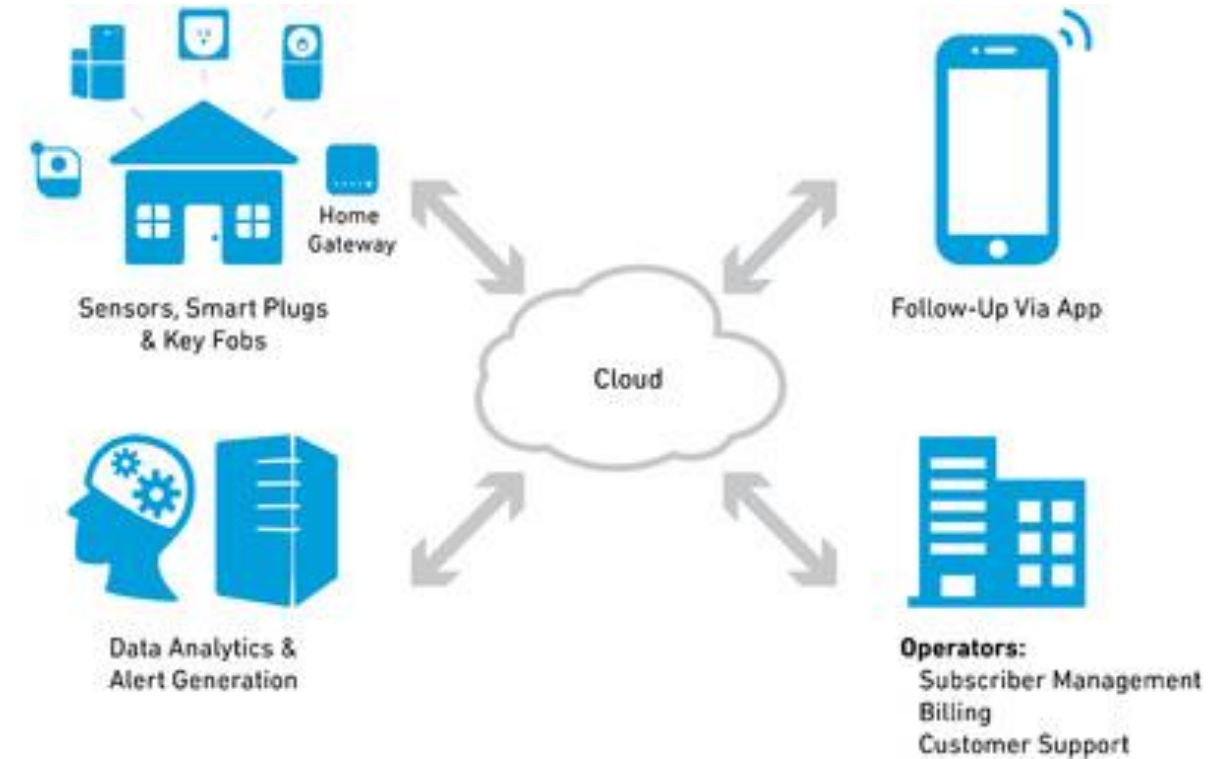 Home
Gateway
Sensors, Smart Plugs
& Key Fobs
Follow-Up Via App
Cloud
Data Analytics &
Alert Generation
Operators:
Subscriber Management
Billing
Customer Support